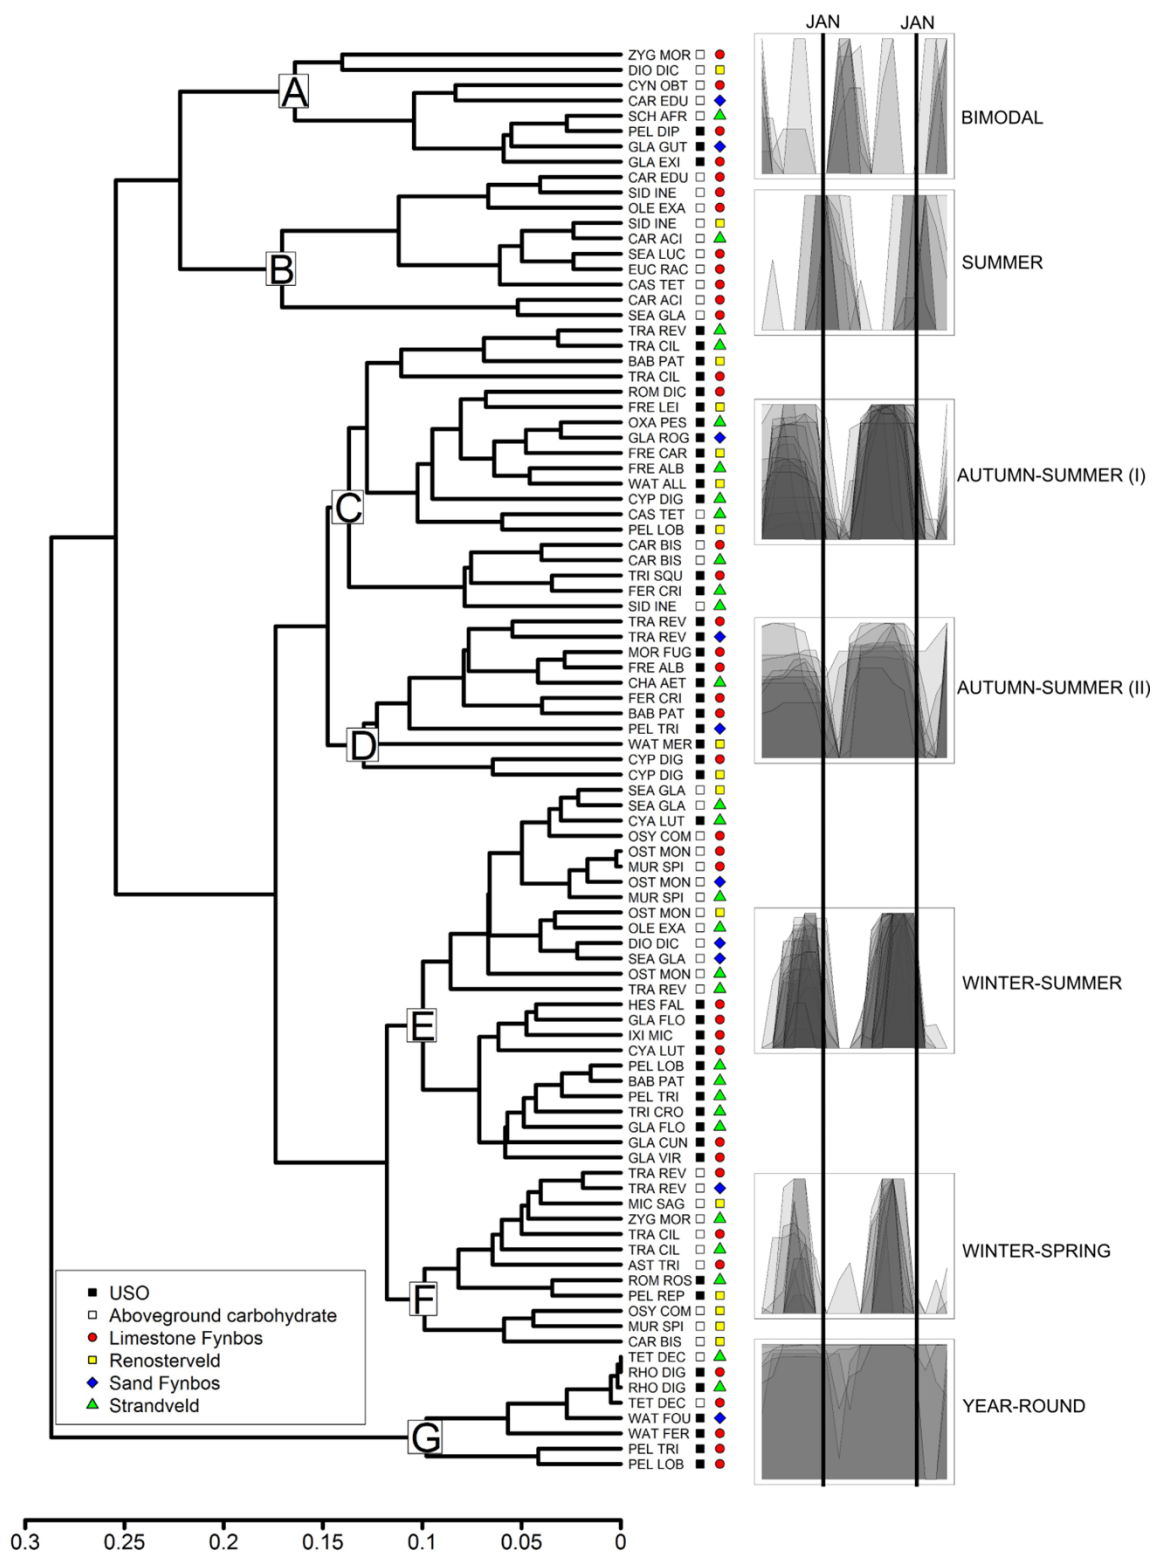 JAN JAN
ZYG MOR
DIO DIC
CYN OBT
A
CAR EDU
SCH AFR
BIMODAL
PEL DIP
GLA GUT
GLA EXI
CAR EDU
SID INE
OLE EXA
SID INE
CAR ACI
SEA LUC
SUMMER
B
EUC RAC
CAS TET
CAR ACI
SEA GLA
TRA REV
TRA CIL
BAB PAT
TRA CIL
ROM DIC
FRE LEI
OXA PES
GLA ROG
FRE CAR
FRE ALB
AUTUMN-SUMMER (I)
WAT ALL
CYP DIG
C
CAS TET
PEL LOB
CAR BIS
CAR BIS
TRI SQU
FER CRI
SID INE
TRA REV
TRA REV
MOR FUG
FRE ALB
CHA AET
AUTUMN-SUMMER (II)
FER CRI
BAB PAT
PEL TRI
D
WAT MER
CYP DIG
CYP DIG
SEA GLA
SEA GLA
CYA LUT
OSY COM
OST MON
MUR SPI
OST MON
MUR SPI
OST MON
OLE EXA
DIO DIC
SEA GLA
OST MON
WINTER-SUMMER
TRA REV
HES FAL
GLA FLO
E
IXI MIC
CYA LUT
PEL LOB
BAB PAT
PEL TRI
TRI CRO
GLA FLO
GLA CUN
GLA VIR
TRA REV
TRA REV
MIC SAG
ZYG MOR
TRA CIL
TRA CIL
WINTER-SPRING
AST TRI
ROM ROS
PEL REP
F
OSY COM
MUR SPI
CAR BIS
TET DEC
RHO DIG
RHO DIG
TET DEC
YEAR-ROUND
WAT FOU
WAT FER
G
PEL TRI
PEL LOB
USO
Aboveground carbohydrate
Limestone Fynbos
Renosterveld
Sand Fynbos
Strandveld
0.3 0.25 0.2 0.15 0.1 0.05 0